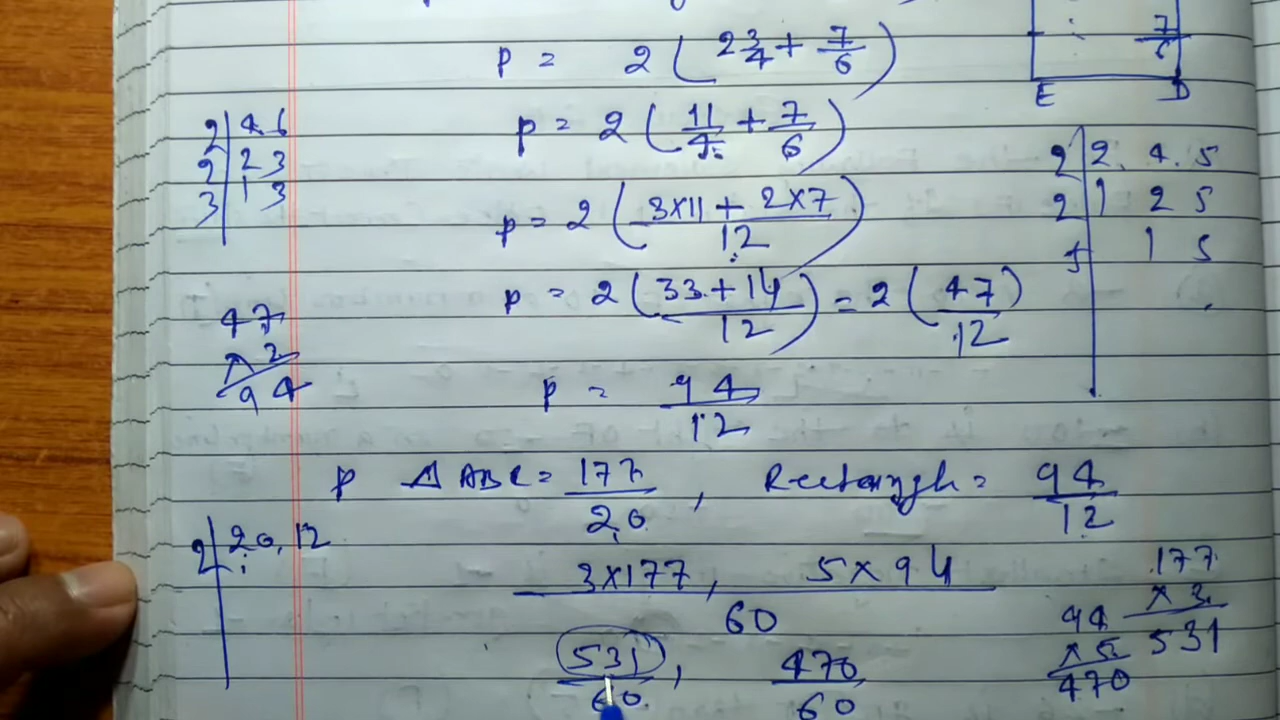 P = 2 ( 2 3/4 + 7/6 )
7/6
E D
P = 2 ( 11/4 + 7/6 )
2 | 4, 6
2 | 2 3
3 | 1 3
2 | 2, 4, 5
2 | 1 2 5
5 | 1 5
P = 2 ( 3×11 + 2×7 / 12 )
P = 2 ( 33 + 14 / 12 ) = 2 ( 47 / 12 )
47
× 2
94
P = 94/12
P △ ABC = 177/20 , Rectangle = 94/12
2 | 20, 12
3×177 , 5×94
60
177
× 3
531
94
× 5
470
531/60 , 470/60